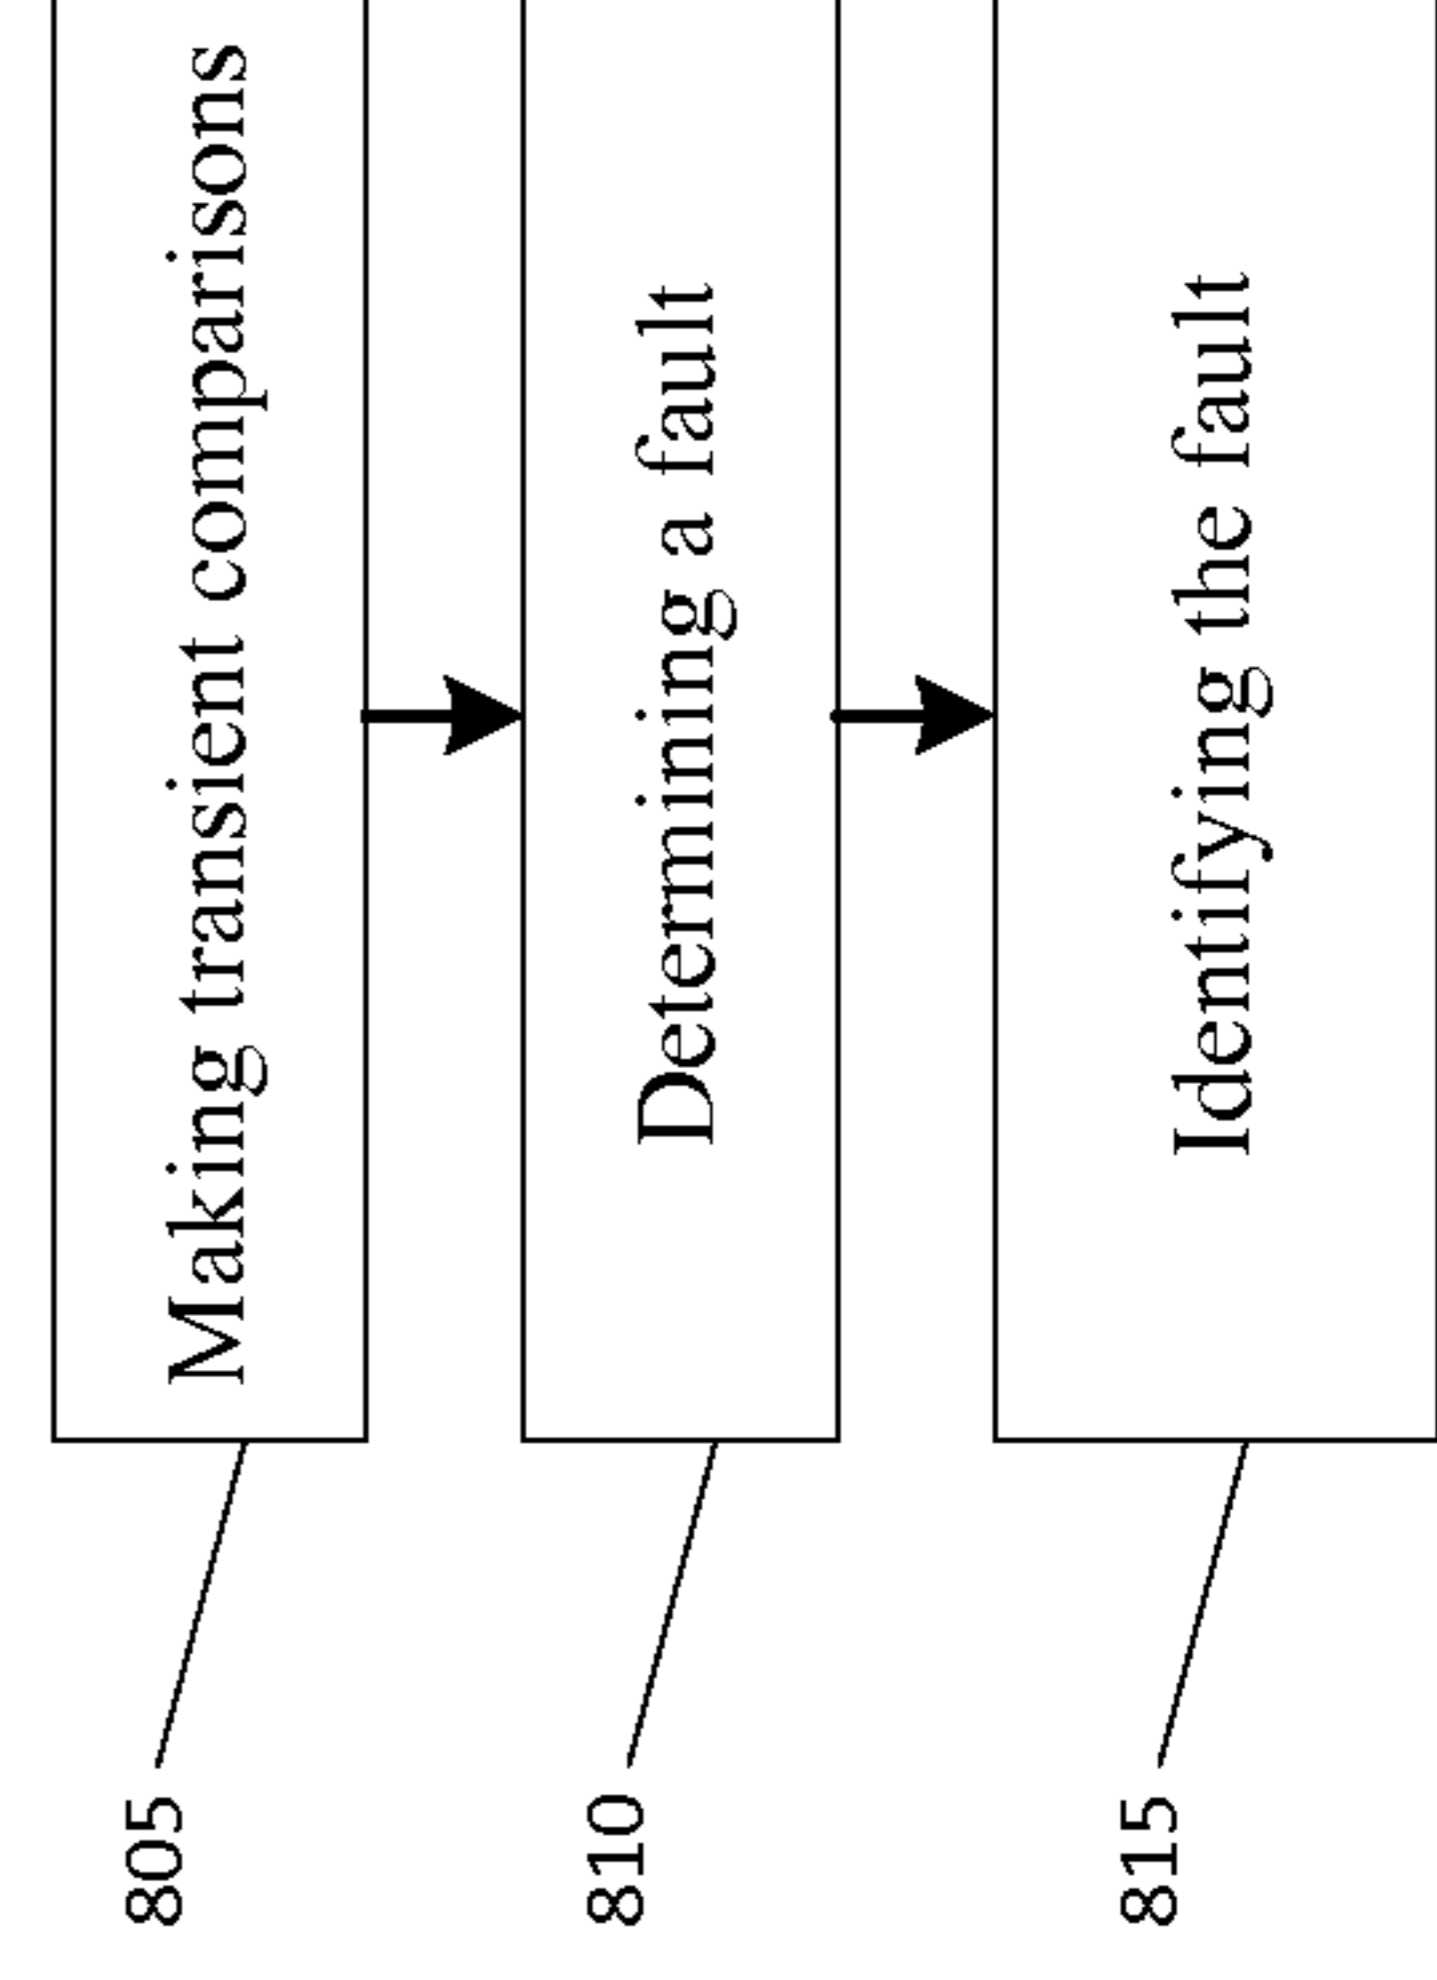 805
Making transient comparisons
810
Determining a fault
815
Identifying the fault